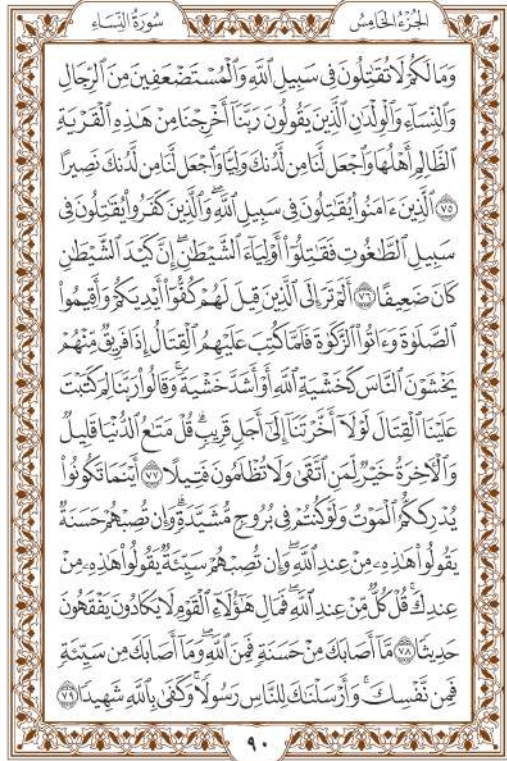 الجُزْءُ الخَامِسُ
سُورَةُ النِّسَاءِ
وَمَا لَكُمْ لَا تُقَٰتِلُونَ فِى سَبِيلِ ٱللَّهِ وَٱلْمُسْتَضْعَفِينَ مِنَ ٱلرِّجَالِ
وَٱلنِّسَآءِ وَٱلْوِلْدَٰنِ ٱلَّذِينَ يَقُولُونَ رَبَّنَآ أَخْرِجْنَا مِنْ هَٰذِهِ ٱلْقَرْيَةِ
ٱلظَّالِمِ أَهْلُهَا وَٱجْعَل لَّنَا مِن لَّدُنكَ وَلِيًّا وَٱجْعَل لَّنَا مِن لَّدُنكَ نَصِيرًا
٧٥ ٱلَّذِينَ ءَامَنُوا۟ يُقَٰتِلُونَ فِى سَبِيلِ ٱللَّهِ ۖ وَٱلَّذِينَ كَفَرُوا۟ يُقَٰتِلُونَ فِى
سَبِيلِ ٱلطَّٰغُوتِ فَقَٰتِلُوٓا۟ أَوْلِيَآءَ ٱلشَّيْطَٰنِ ۖ إِنَّ كَيْدَ ٱلشَّيْطَٰنِ
كَانَ ضَعِيفًا ٧٦ أَلَمْ تَرَ إِلَى ٱلَّذِينَ قِيلَ لَهُمْ كُفُّوٓا۟ أَيْدِيَكُمْ وَأَقِيمُوا۟
ٱلصَّلَوٰةَ وَءَاتُوا۟ ٱلزَّكَوٰةَ فَلَمَّا كُتِبَ عَلَيْهِمُ ٱلْقِتَالُ إِذَا فَرِيقٌ مِّنْهُمْ
يَخْشَوْنَ ٱلنَّاسَ كَخَشْيَةِ ٱللَّهِ أَوْ أَشَدَّ خَشْيَةً ۚ وَقَالُوا۟ رَبَّنَا لِمَ كَتَبْتَ
عَلَيْنَا ٱلْقِتَالَ لَوْلَآ أَخَّرْتَنَآ إِلَىٰٓ أَجَلٍ قَرِيبٍ ۗ قُلْ مَتَٰعُ ٱلدُّنْيَا قَلِيلٌ
وَٱلْءَاخِرَةُ خَيْرٌ لِّمَنِ ٱتَّقَىٰ وَلَا تُظْلَمُونَ فَتِيلًا ٧٧ أَيْنَمَا تَكُونُوا۟
يُدْرِككُّمُ ٱلْمَوْتُ وَلَوْ كُنتُمْ فِى بُرُوجٍ مُّشَيَّدَةٍ ۗ وَإِن تُصِبْهُمْ حَسَنَةٌ
يَقُولُوا۟ هَٰذِهِۦ مِنْ عِندِ ٱللَّهِ ۖ وَإِن تُصِبْهُمْ سَيِّئَةٌ يَقُولُوا۟ هَٰذِهِۦ مِنْ
عِندِكَ ۚ قُلْ كُلٌّ مِّنْ عِندِ ٱللَّهِ ۖ فَمَالِ هَٰٓؤُلَآءِ ٱلْقَوْمِ لَا يَكَادُونَ يَفْقَهُونَ
حَدِيثًا ٧٨ مَّآ أَصَابَكَ مِنْ حَسَنَةٍ فَمِنَ ٱللَّهِ ۖ وَمَآ أَصَابَكَ مِن سَيِّئَةٍ
فَمِن نَّفْسِكَ ۚ وَأَرْسَلْنَٰكَ لِلنَّاسِ رَسُولًا ۚ وَكَفَىٰ بِٱللَّهِ شَهِيدًا ٧٩
٩٠